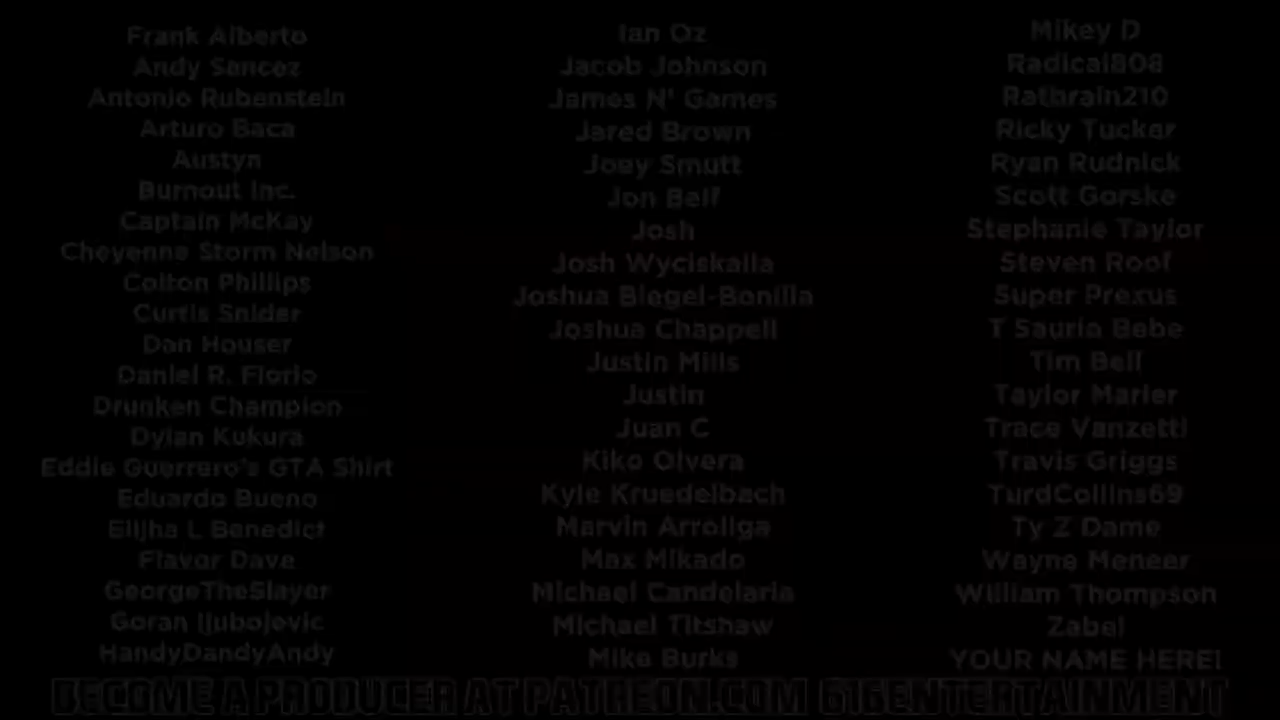 Frank Alberto
Andy Sancez
Antonio Rubenstein
Arturo Baca
Austyn
Burnout Inc.
Captain McKay
Cheyenne Storm Nelson
Colton Phillips
Curtis Snider
Dan Houser
Daniel R. Florio
Drunken Champion
Dylan Kukura
Eddie Guerrero's GTA Shirt
Eduardo Bueno
Elijha L Benedict
Flavor Dave
GeorgeTheSlayer
Goran Ijubojevic
HandyDandyAndy
Ian Oz
Jacob Johnson
James N' Games
Jared Brown
Joey Smutt
Jon Bell
Josh
Josh Wyciskalla
Joshua Biegel-Bonilla
Joshua Chappell
Justin Mills
Justin
Juan C
Kiko Olvera
Kyle Kruedelbach
Marvin Arroliga
Max Mikado
Michael Candelaria
Michael Titshaw
Mike Burks
Mikey D
Radical808
Ratbrain210
Ricky Tucker
Ryan Rudnick
Scott Gorske
Stephanie Taylor
Steven Roof
Super Prexus
T Saurio Bebe
Tim Bell
Taylor Marier
Trace Vanzetti
Travis Griggs
TurdCollins69
Ty Z Dame
Wayne Meneer
William Thompson
Zabel
YOUR NAME HERE!
BECOME A PRODUCER AT PATREON.COM/616ENTERTAINMENT